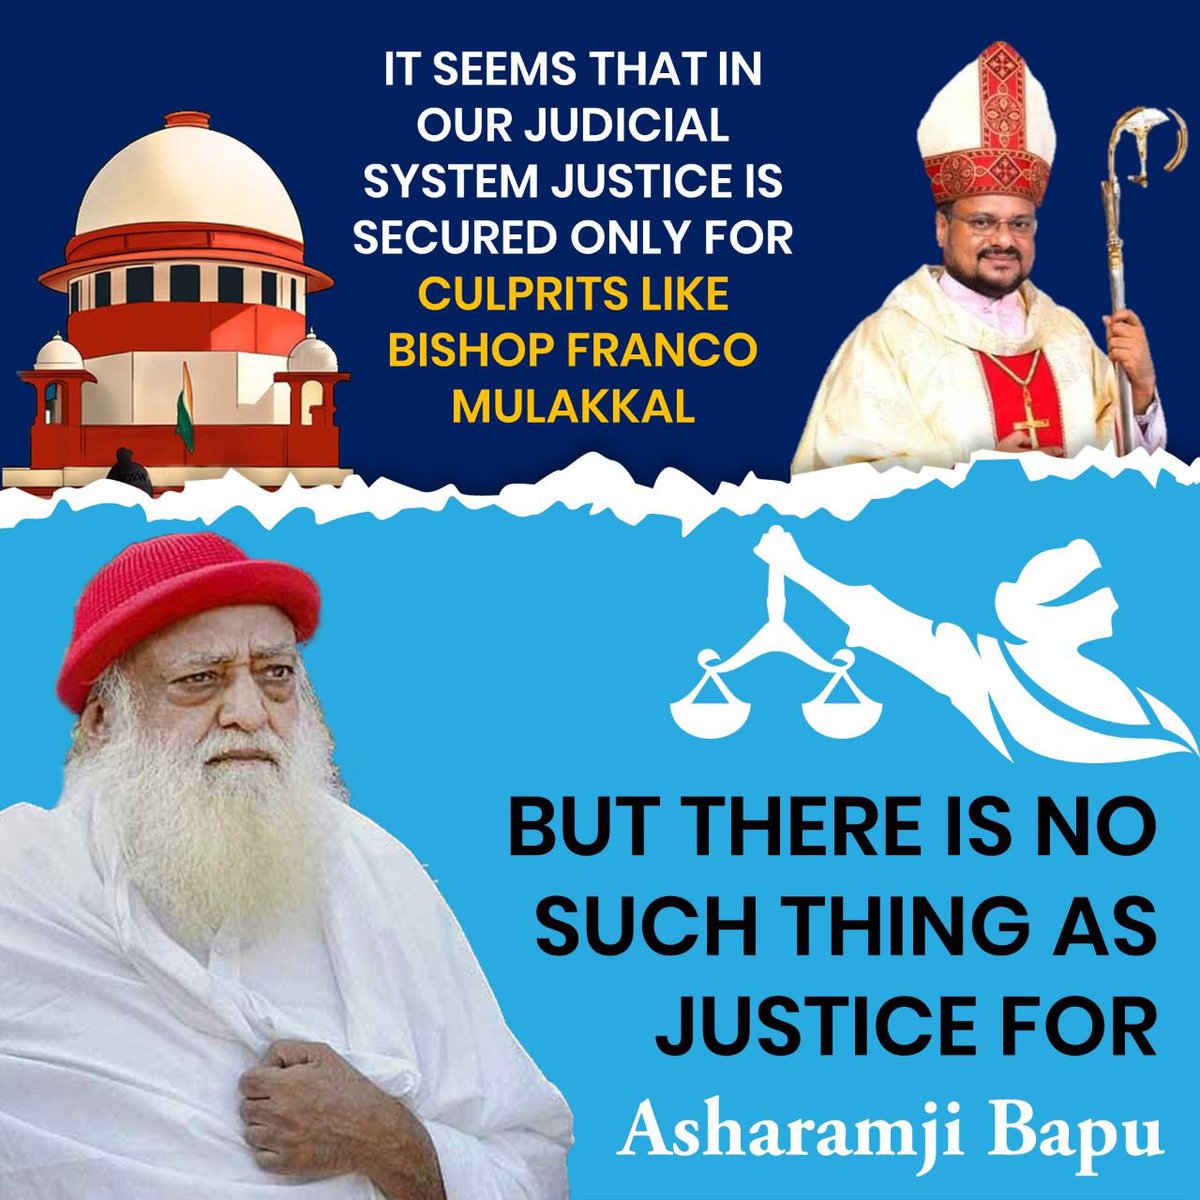 IT SEEMS THAT IN
OUR JUDICIAL
SYSTEM JUSTICE IS
SECURED ONLY FOR
CULPRITS LIKE
BISHOP FRANCO
MULAKKAL
BUT THERE IS NO
SUCH THING AS
JUSTICE FOR
Asharamji Bapu